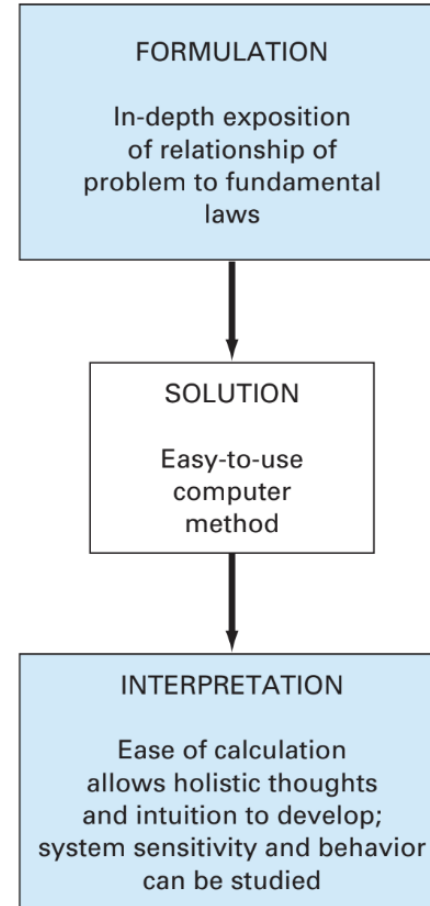 FORMULATION
In-depth exposition
of relationship of
problem to fundamental
laws
SOLUTION
Easy-to-use
computer
method
INTERPRETATION
Ease of calculation
allows holistic thoughts
and intuition to develop;
system sensitivity and behavior
can be studied